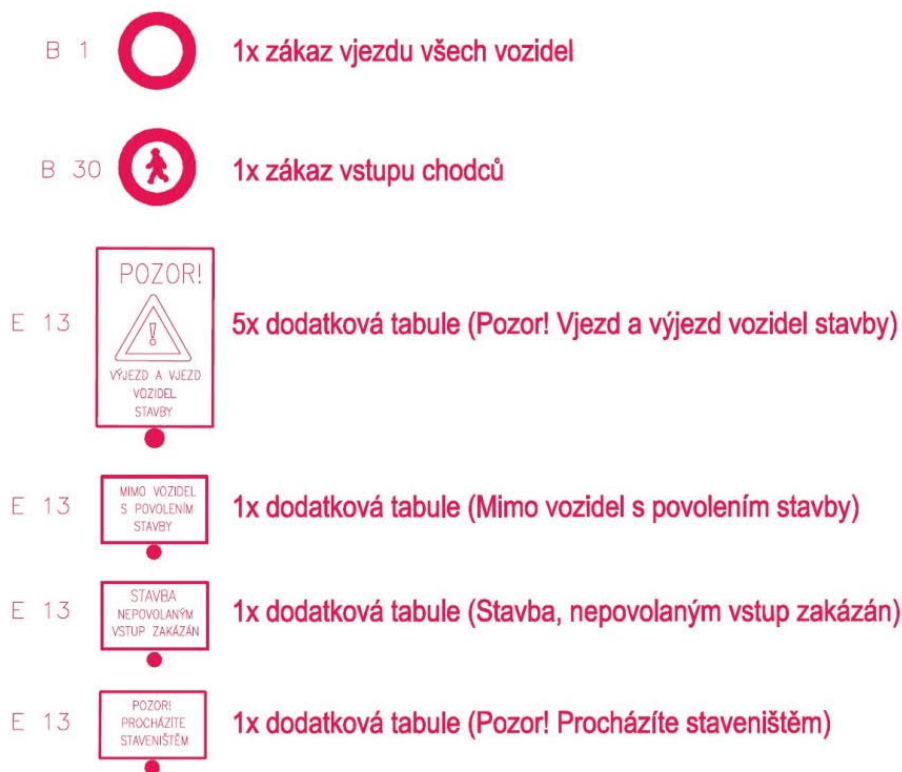 B 1 1x zákaz vjezdu všech vozidel
B 30 1x zákaz vstupu chodců
POZOR!
E 13 5x dodatková tabule (Pozor! Vjezd a výjezd vozidel stavby)
VÝJEZD A VJEZD
VOZIDEL
STAVBY
MIMO VOZIDEL
E 13 S POVOLENÍM 1x dodatková tabule (Mimo vozidel s povolením stavby)
STAVBY
STAVBA
E 13 NEPOVOLANÝM 1x dodatková tabule (Stavba, nepovolaným vstup zakázán)
VSTUP ZAKÁZÁN
POZOR!
E 13 PROCHÁZÍTE 1x dodatková tabule (Pozor! Procházíte staveništěm)
STAVENIŠTĚM